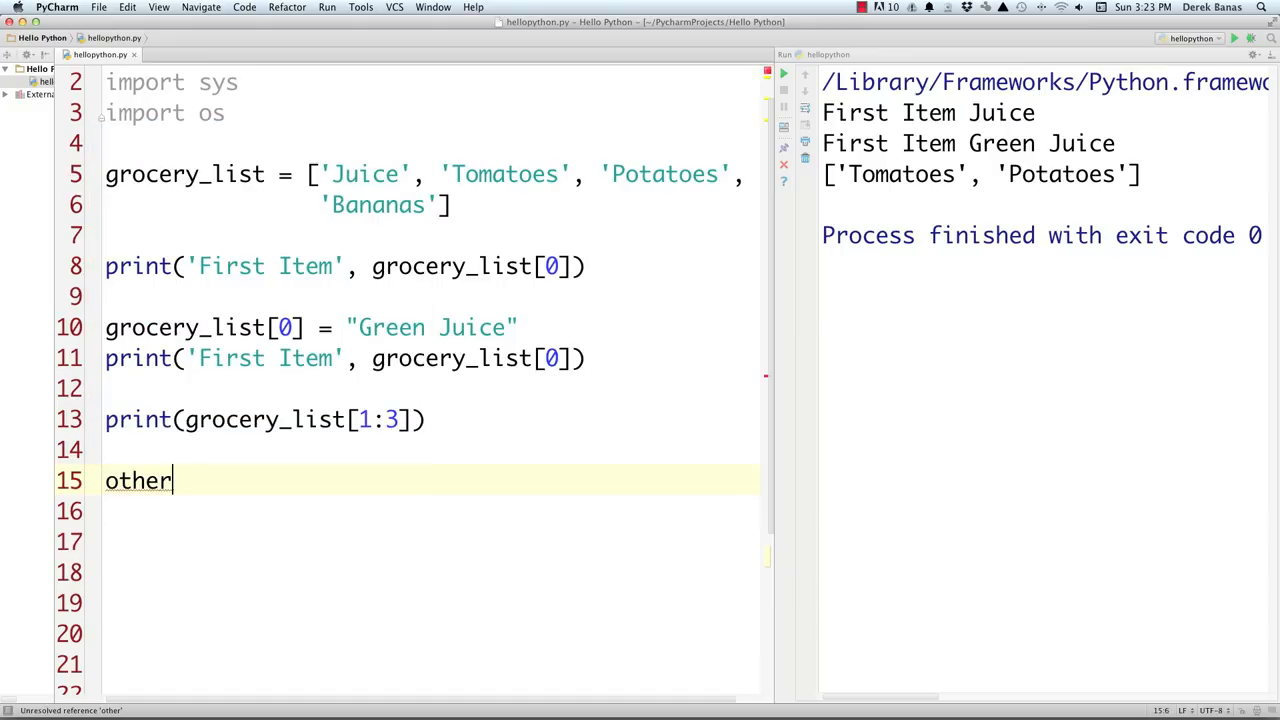 PyCharm File Edit View Navigate Code Refactor Run Tools VCS Window Help 10 Sun 3:23 PM Derek Banas
hellopython.py - Hello Python - [~/PycharmProjects/Hello Python]
Hello Python hellopython.py hellopython
hellopython.py Run hellopython
Hello P
hell
Externa
2 import sys
3 import os
4
5 grocery_list = ['Juice', 'Tomatoes', 'Potatoes',
6 'Bananas']
7
8 print('First Item', grocery_list[0])
9
10 grocery_list[0] = "Green Juice"
11 print('First Item', grocery_list[0])
12
13 print(grocery_list[1:3])
14
15 other
16
17
18
19
20
21
22
/Library/Frameworks/Python.framewo
First Item Juice
First Item Green Juice
['Tomatoes', 'Potatoes']
Process finished with exit code 0
Unresolved reference 'other' 15:6 LF UTF-8